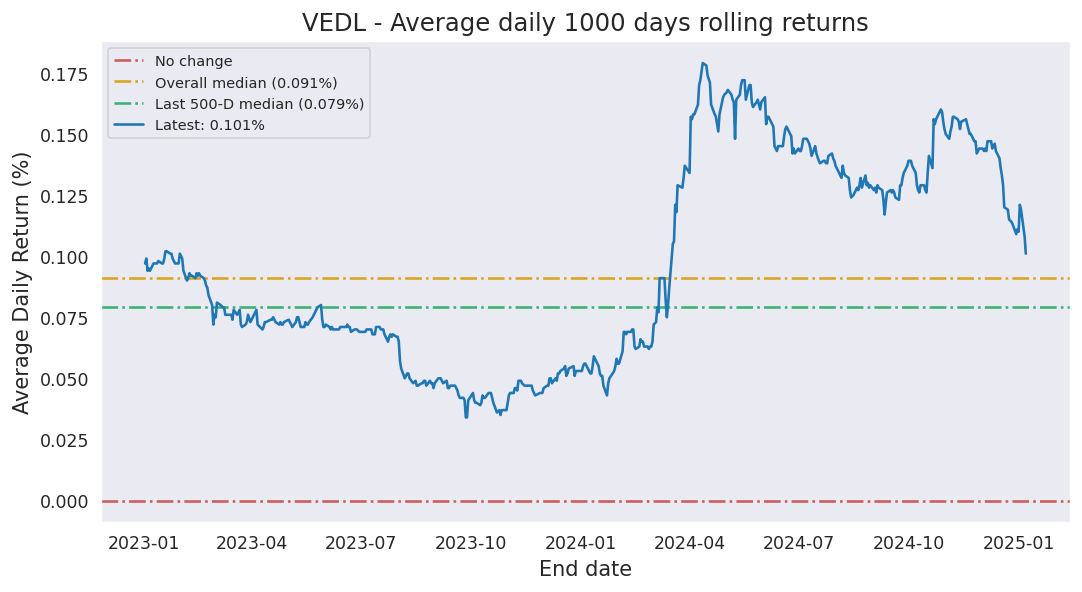 VEDL - Average daily 1000 days rolling returns
No change
Overall median (0.091%)
Last 500-D median (0.079%)
Latest: 0.101%
Average Daily Return (%)
0.175
0.150
0.125
0.100
0.075
0.050
0.025
0.000
2023-01 2023-04 2023-07 2023-10 2024-01 2024-04 2024-07 2024-10 2025-01
End date